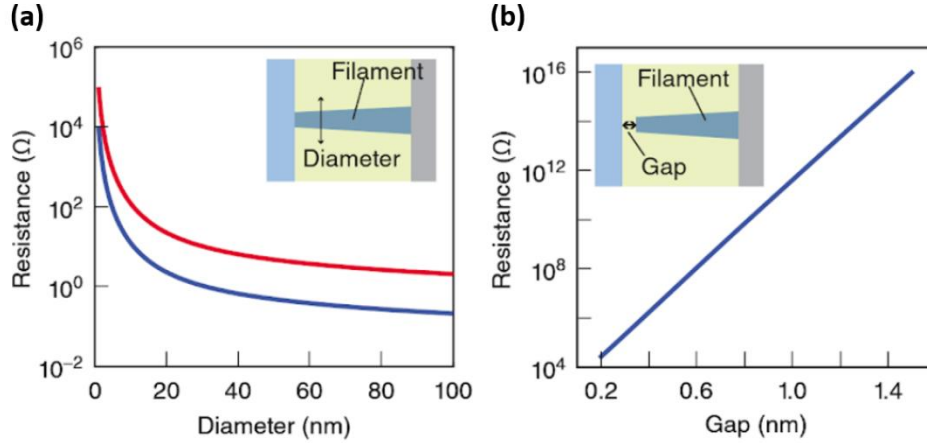 (a)
10^6
10^4
10^2
10^0
10^-2
Resistance (Ω)
Filament
Diameter
0 20 40 60 80 100
Diameter (nm)
(b)
10^16
10^12
10^8
10^4
Resistance (Ω)
Filament
Gap
0.2 0.6 1.0 1.4
Gap (nm)